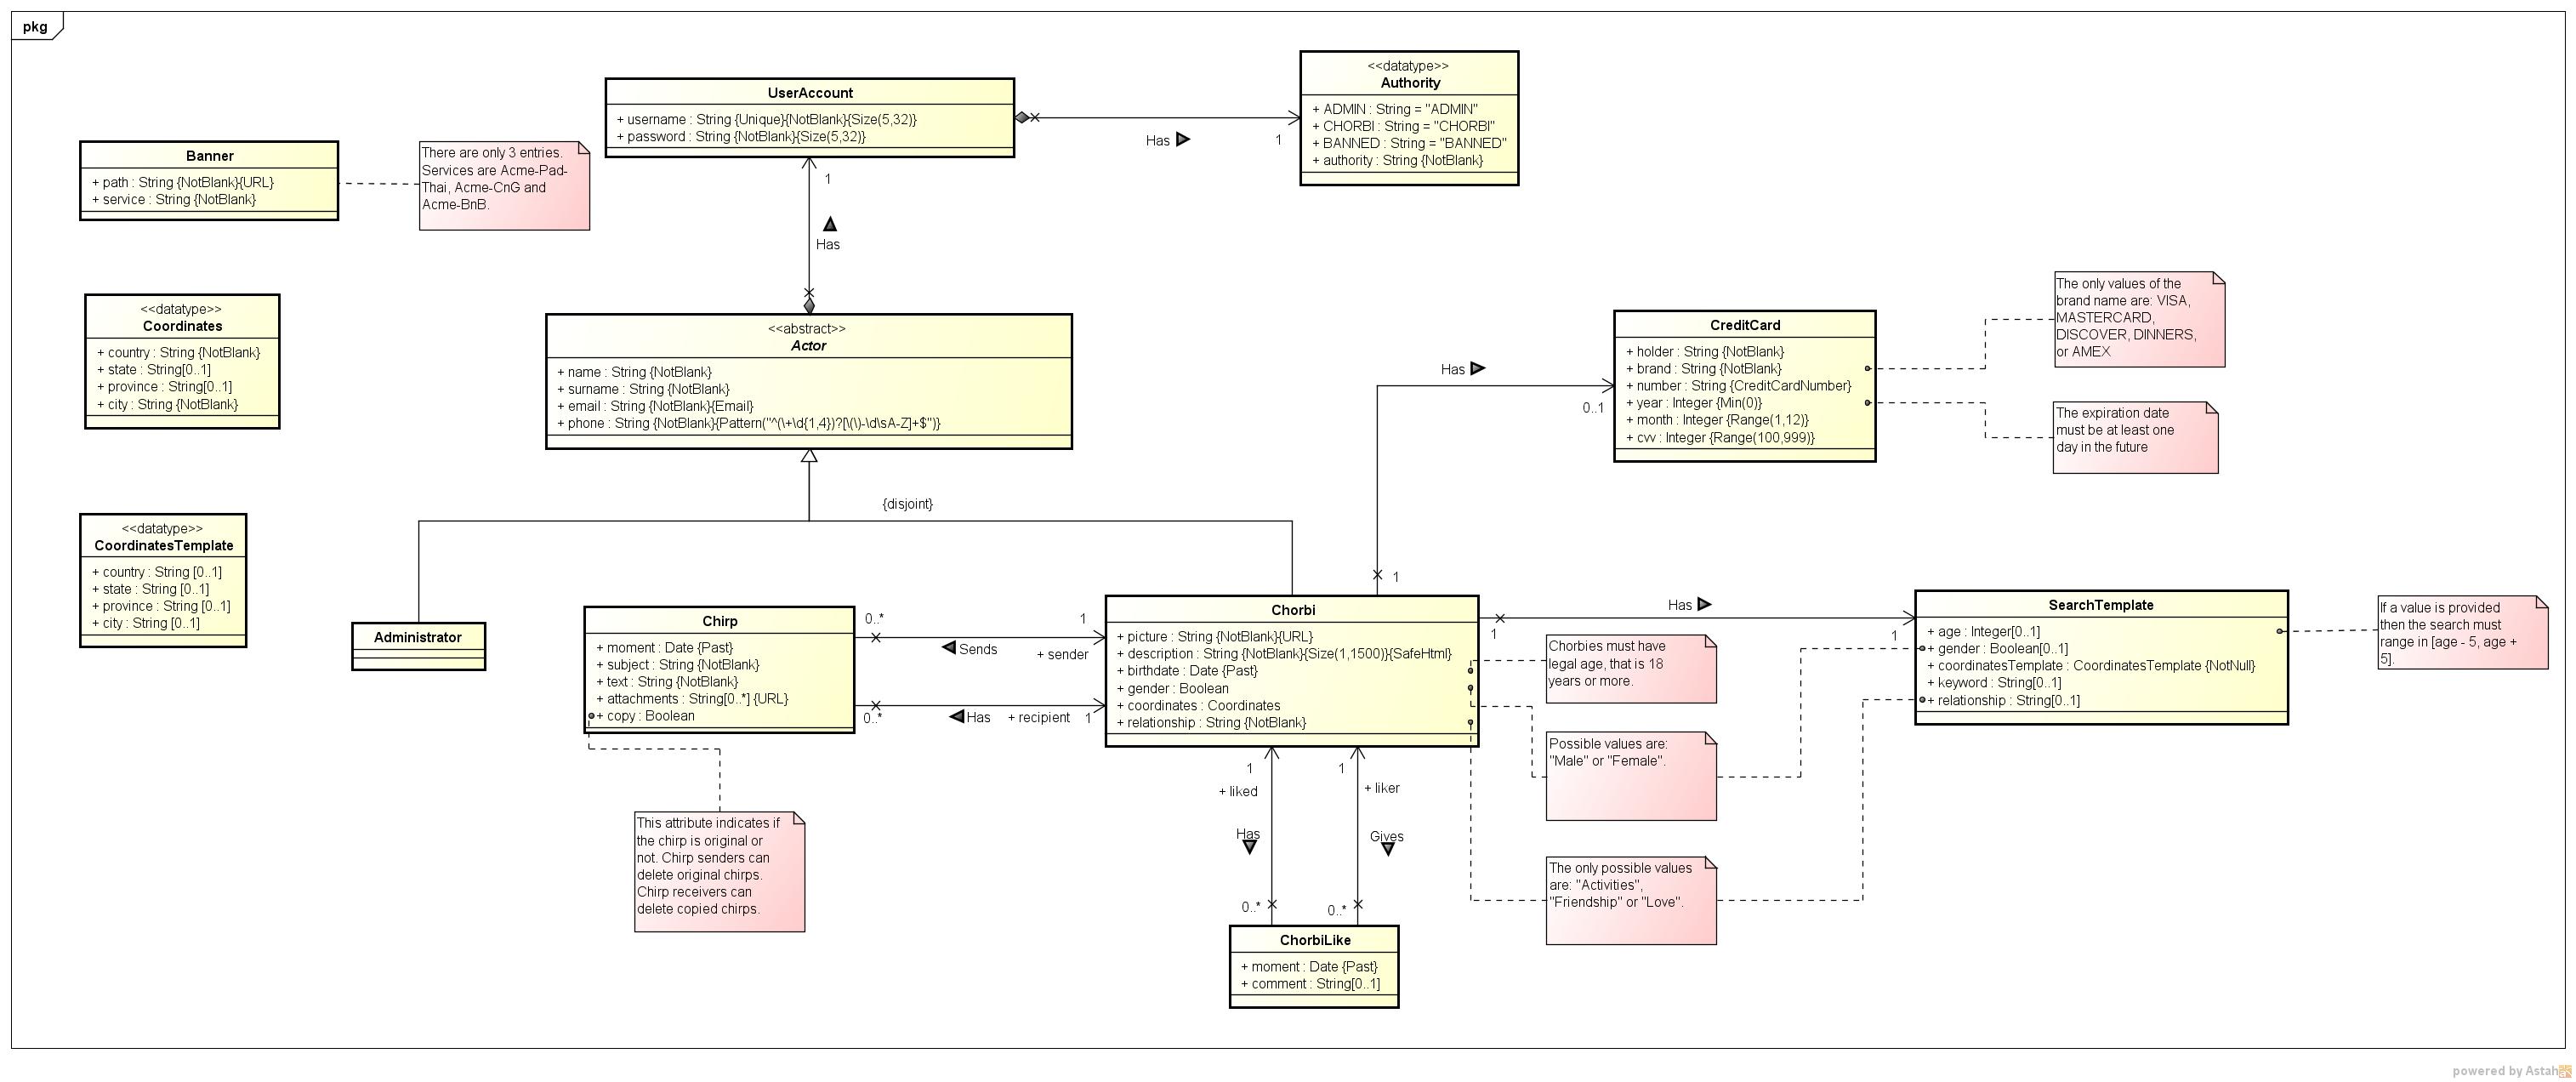 pkg
UserAccount
+ username : String {Unique}{NotBlank}{Size(5,32)}
+ password : String {NotBlank}{Size(5,32)}
Has
1
<<datatype>>
Authority
+ ADMIN : String = "ADMIN"
+ CHORBI : String = "CHORBI"
+ BANNED : String = "BANNED"
+ authority : String {NotBlank}
Banner
+ path : String {NotBlank}{URL}
+ service : String {NotBlank}
There are only 3 entries.
Services are Acme-Pad-
Thai, Acme-CnG and
Acme-BnB.
1
Has
<<datatype>>
Coordinates
+ country : String {NotBlank}
+ state : String[0..1]
+ province : String[0..1]
+ city : String {NotBlank}
<<abstract>>
Actor
+ name : String {NotBlank}
+ surname : String {NotBlank}
+ email : String {NotBlank}{Email}
+ phone : String {NotBlank}{Pattern("^(\+\d{1,4})?[\(\)-\d\sA-Z]+$")}
Has
0..1
1
CreditCard
+ holder : String {NotBlank}
+ brand : String {NotBlank}
+ number : String {CreditCardNumber}
+ year : Integer {Min(0)}
+ month : Integer {Range(1,12)}
+ cvv : Integer {Range(100,999)}
The only values of the
brand name are: VISA,
MASTERCARD,
DISCOVER, DINNERS,
or AMEX
The expiration date
must be at least one
day in the future
{disjoint}
<<datatype>>
CoordinatesTemplate
+ country : String [0..1]
+ state : String [0..1]
+ province : String [0..1]
+ city : String [0..1]
Administrator
Chirp
+ moment : Date {Past}
+ subject : String {NotBlank}
+ text : String {NotBlank}
+ attachments : String[0..*] {URL}
+ copy : Boolean
0..*
1
Sends
+ sender
0..*
Has
+ recipient
1
Chorbi
+ picture : String {NotBlank}{URL}
+ description : String {NotBlank}{Size(1,1500)}{SafeHtml}
+ birthdate : Date {Past}
+ gender : Boolean
+ coordinates : Coordinates
+ relationship : String {NotBlank}
Has
1
1
SearchTemplate
+ age : Integer[0..1]
+ gender : Boolean[0..1]
+ coordinatesTemplate : CoordinatesTemplate {NotNull}
+ keyword : String[0..1]
+ relationship : String[0..1]
If a value is provided
then the search must
range in [age - 5, age +
5].
Chorbies must have
legal age, that is 18
years or more.
Possible values are:
"Male" or "Female".
The only possible values
are: "Activities",
"Friendship" or "Love".
This attribute indicates if
the chirp is original or
not. Chirp senders can
delete original chirps.
Chirp receivers can
delete copied chirps.
1
+ liked
Has
0..*
1
+ liker
Gives
0..*
ChorbiLike
+ moment : Date {Past}
+ comment : String[0..1]
powered by Astah